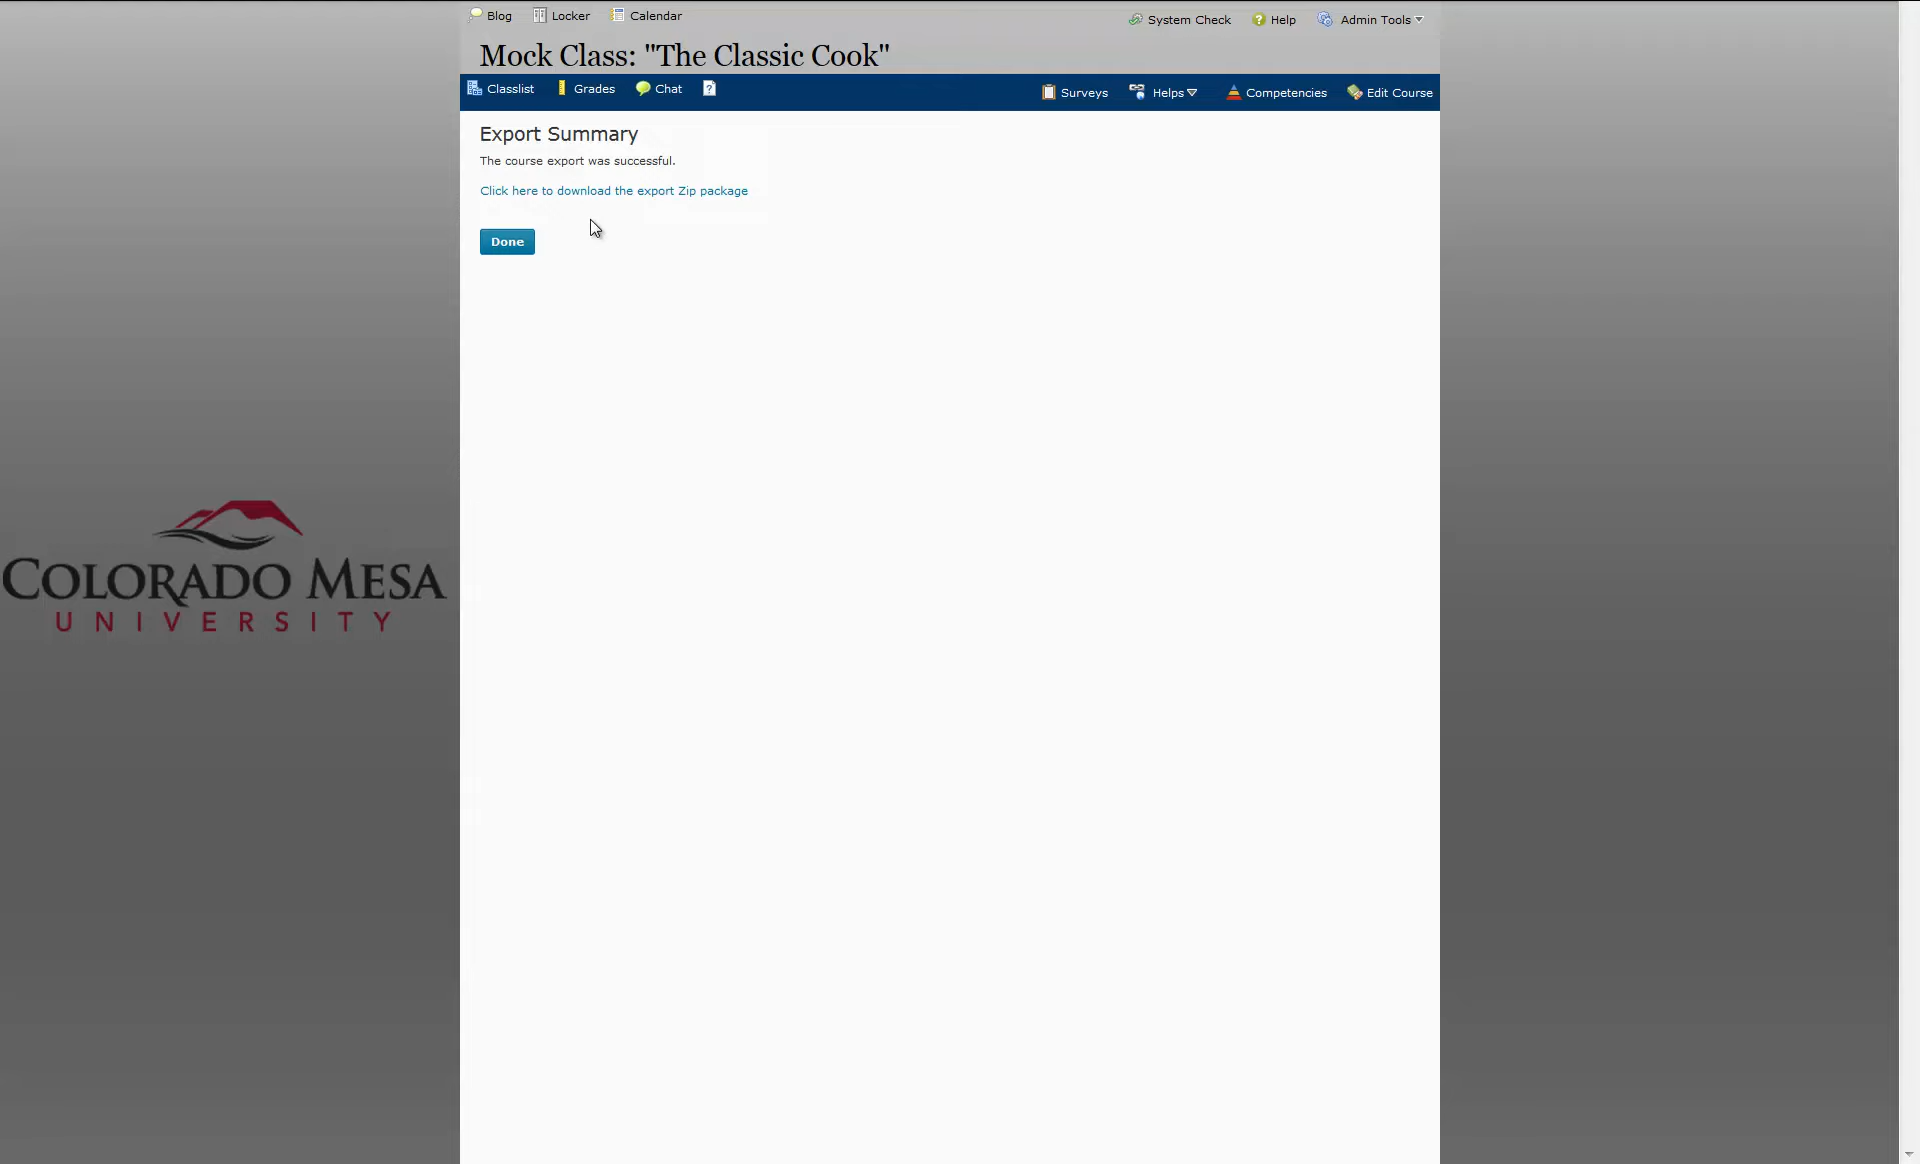 Blog Locker Calendar
System Check Help Admin Tools
Mock Class: "The Classic Cook"
Classlist Grades Chat ?
Surveys Helps Competencies Edit Course
Export Summary
The course export was successful.
Click here to download the export Zip package
Done
COLORADO MESA
UNIVERSITY